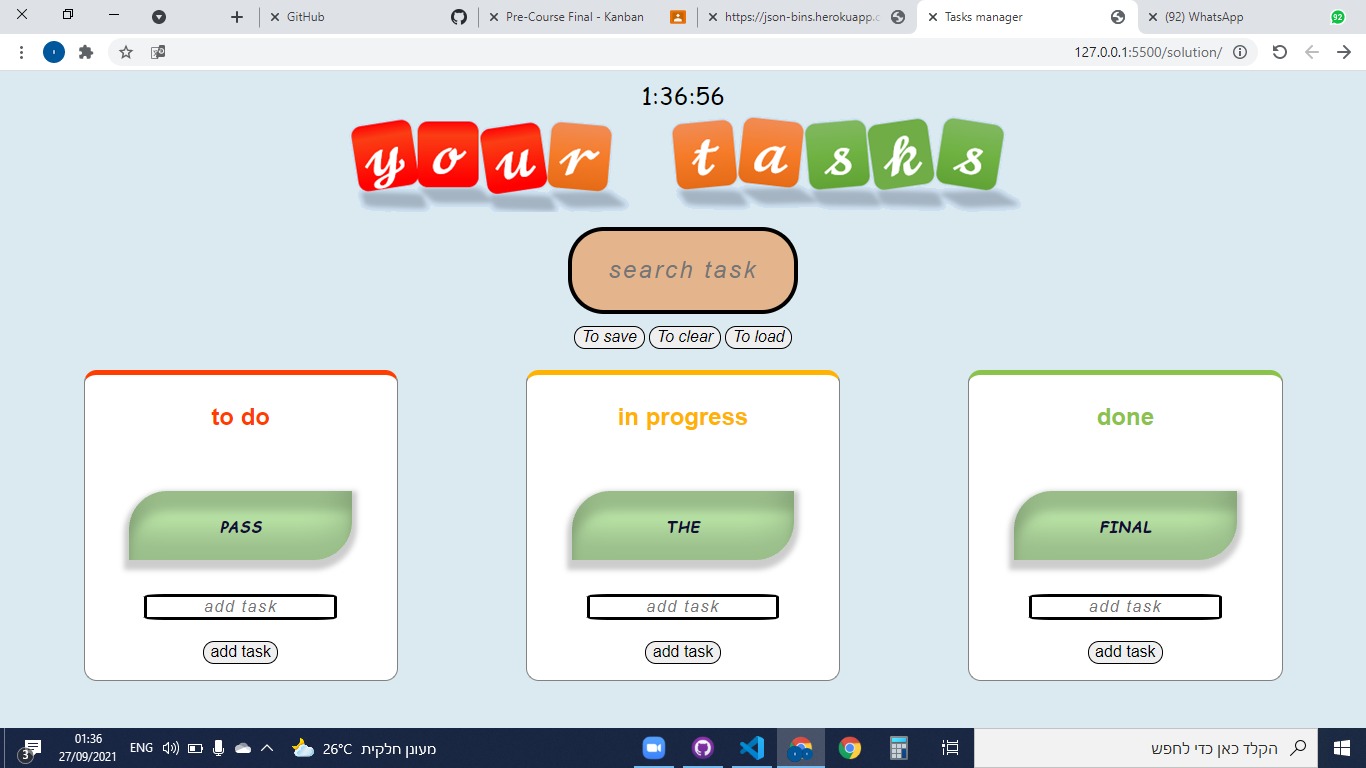 GitHub
Pre-Course Final - Kanban
https://json-bins.herokuapp.c
Tasks manager
(92) WhatsApp
92
127.0.0.1:5500/solution/
1:36:56
your tasks
search task
To save To clear To load
to do
in progress
done
PASS
THE
FINAL
add task
add task
add task
add task
add task
add task
3
01:36
27/09/2021
ENG
26°C מעונן חלקית
הקלד כאן כדי לחפש